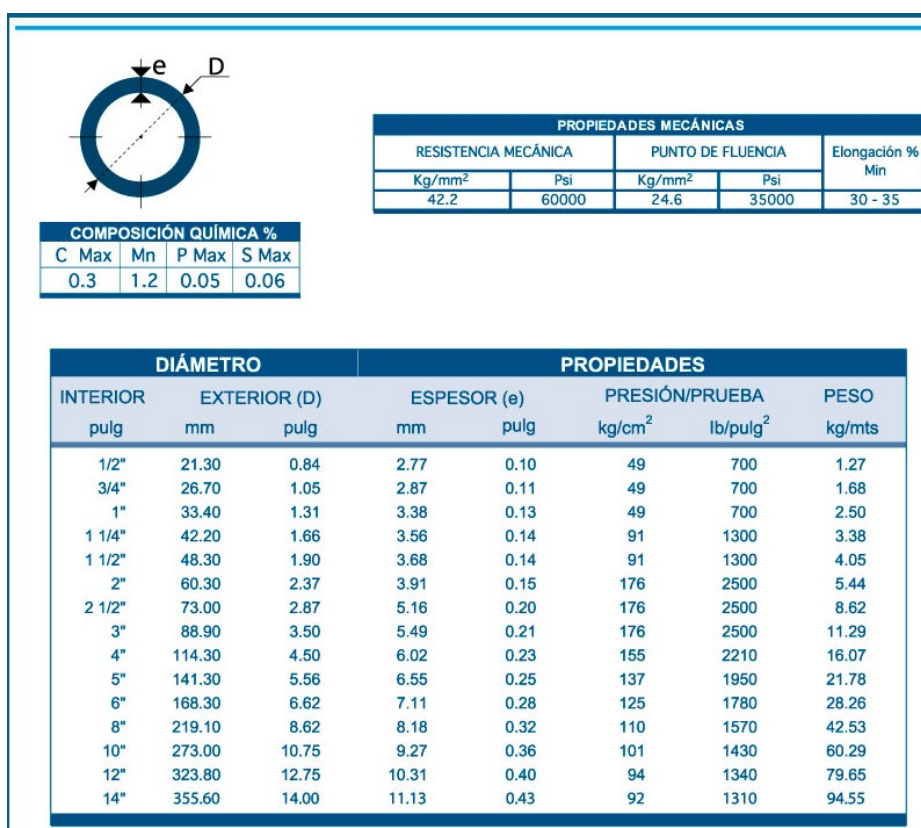 e D
PROPIEDADES MECÁNICAS
RESISTENCIA MECÁNICA PUNTO DE FLUENCIA Elongación % Min
Kg/mm² Psi Kg/mm² Psi
42.2 60000 24.6 35000 30 - 35
COMPOSICIÓN QUÍMICA %
C Max Mn P Max S Max
0.3 1.2 0.05 0.06
DIÁMETRO PROPIEDADES
INTERIOR EXTERIOR (D) ESPESOR (e) PRESIÓN/PRUEBA PESO
pulg mm pulg mm pulg kg/cm² lb/pulg² kg/mts
1/2" 21.30 0.84 2.77 0.10 49 700 1.27
3/4" 26.70 1.05 2.87 0.11 49 700 1.68
1" 33.40 1.31 3.38 0.13 49 700 2.50
1 1/4" 42.20 1.66 3.56 0.14 91 1300 3.38
1 1/2" 48.30 1.90 3.68 0.14 91 1300 4.05
2" 60.30 2.37 3.91 0.15 176 2500 5.44
2 1/2" 73.00 2.87 5.16 0.20 176 2500 8.62
3" 88.90 3.50 5.49 0.21 176 2500 11.29
4" 114.30 4.50 6.02 0.23 155 2210 16.07
5" 141.30 5.56 6.55 0.25 137 1950 21.78
6" 168.30 6.62 7.11 0.28 125 1780 28.26
8" 219.10 8.62 8.18 0.32 110 1570 42.53
10" 273.00 10.75 9.27 0.36 101 1430 60.29
12" 323.80 12.75 10.31 0.40 94 1340 79.65
14" 355.60 14.00 11.13 0.43 92 1310 94.55